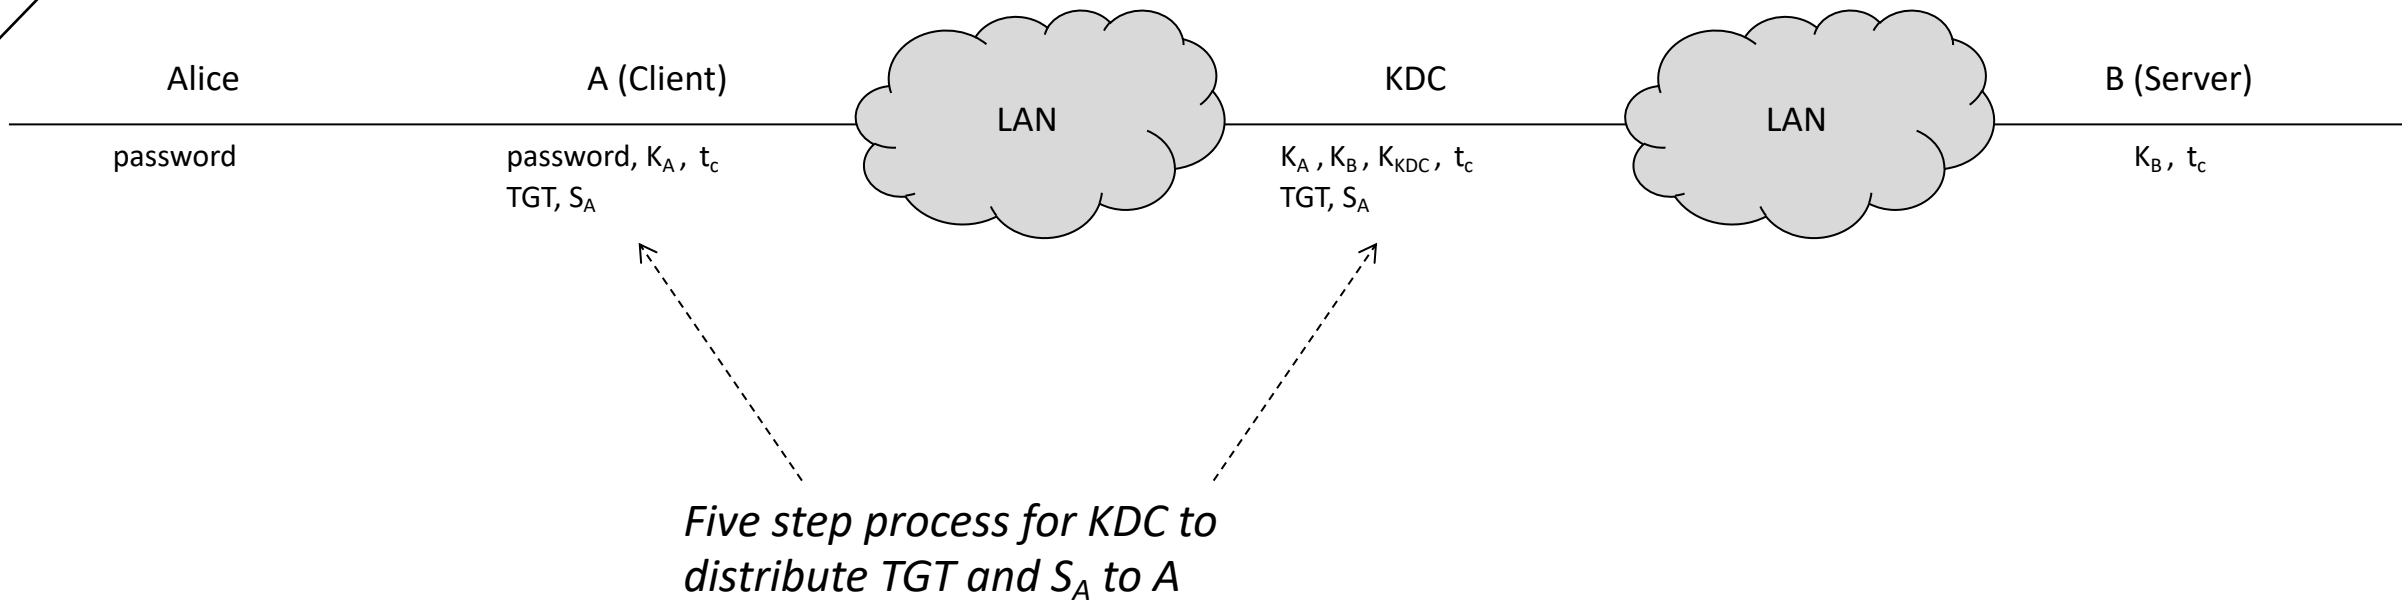 Alice
A (Client)
LAN
KDC
LAN
B (Server)
password
password, K_A , t_c
TGT, S_A
K_A , K_B, K_KDC, t_c
TGT, S_A
K_B, t_c
Five step process for KDC to
distribute TGT and S_A to A